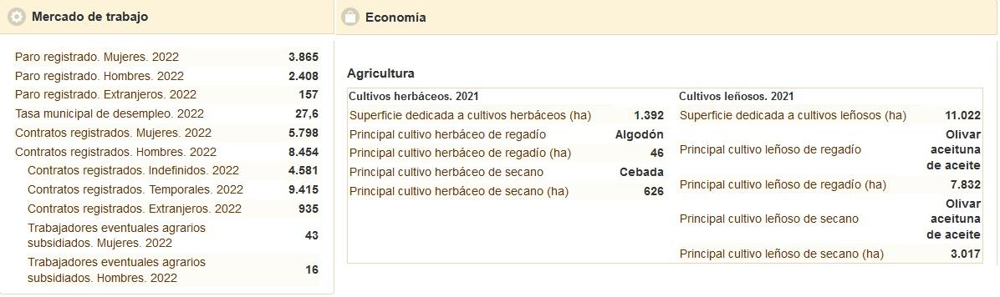 Mercado de trabajo
Paro registrado. Mujeres. 2022 3.865
Paro registrado. Hombres. 2022 2.408
Paro registrado. Extranjeros. 2022 157
Tasa municipal de desempleo. 2022 27,6
Contratos registrados. Mujeres. 2022 5.798
Contratos registrados. Hombres. 2022 8.454
Contratos registrados. Indefinidos. 2022 4.581
Contratos registrados. Temporales. 2022 9.415
Contratos registrados. Extranjeros. 2022 935
Trabajadores eventuales agrarios
subsidiados. Mujeres. 2022 43
Trabajadores eventuales agrarios
subsidiados. Hombres. 2022 16
Economía
Agricultura
Cultivos herbáceos. 2021
Superficie dedicada a cultivos herbáceos (ha) 1.392
Principal cultivo herbáceo de regadío Algodón
Principal cultivo herbáceo de regadío (ha) 46
Principal cultivo herbáceo de secano Cebada
Principal cultivo herbáceo de secano (ha) 626
Cultivos leñosos. 2021
Superficie dedicada a cultivos leñosos (ha) 11.022
Principal cultivo leñoso de regadío Olivar
aceituna
de aceite
Principal cultivo leñoso de regadío (ha) 7.832
Principal cultivo leñoso de secano Olivar
aceituna
de aceite
Principal cultivo leñoso de secano (ha) 3.017